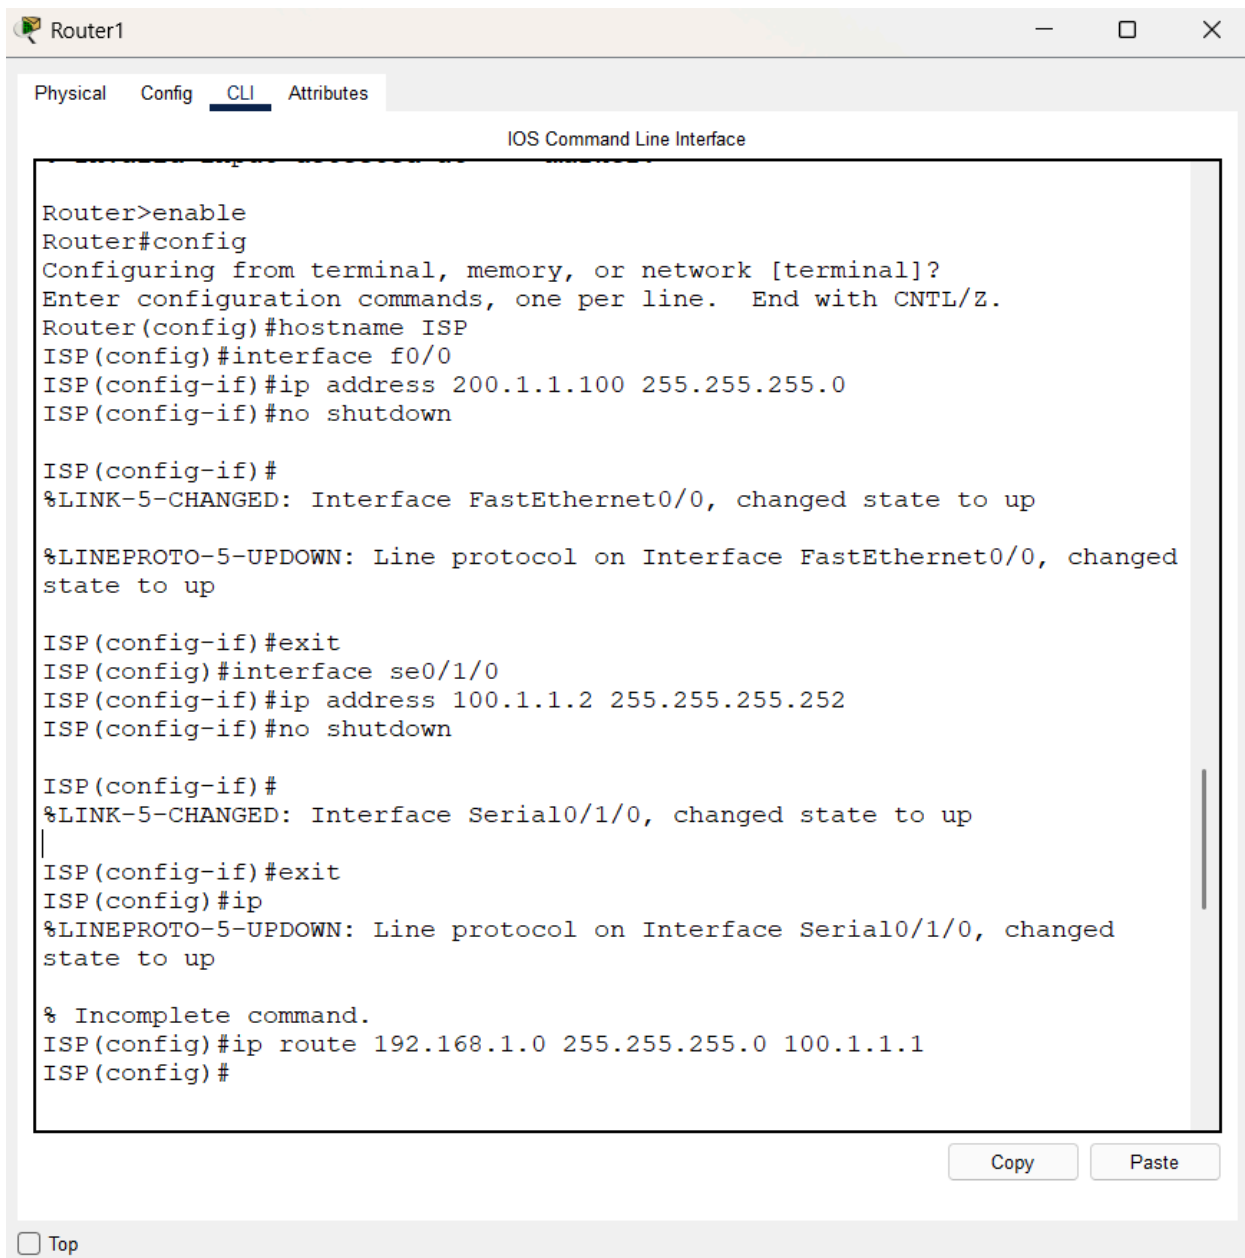 Router1
Physical Config CLI Attributes
IOS Command Line Interface
Router>enable
Router#config
Configuring from terminal, memory, or network [terminal]?
Enter configuration commands, one per line.  End with CNTL/Z.
Router(config)#hostname ISP
ISP(config)#interface f0/0
ISP(config-if)#ip address 200.1.1.100 255.255.255.0
ISP(config-if)#no shutdown
ISP(config-if)#
%LINK-5-CHANGED: Interface FastEthernet0/0, changed state to up
%LINEPROTO-5-UPDOWN: Line protocol on Interface FastEthernet0/0, changed
state to up
ISP(config-if)#exit
ISP(config)#interface se0/1/0
ISP(config-if)#ip address 100.1.1.2 255.255.255.252
ISP(config-if)#no shutdown
ISP(config-if)#
%LINK-5-CHANGED: Interface Serial0/1/0, changed state to up
ISP(config-if)#exit
ISP(config)#ip
%LINEPROTO-5-UPDOWN: Line protocol on Interface Serial0/1/0, changed
state to up
% Incomplete command.
ISP(config)#ip route 192.168.1.0 255.255.255.0 100.1.1.1
ISP(config)#
Copy Paste
Top